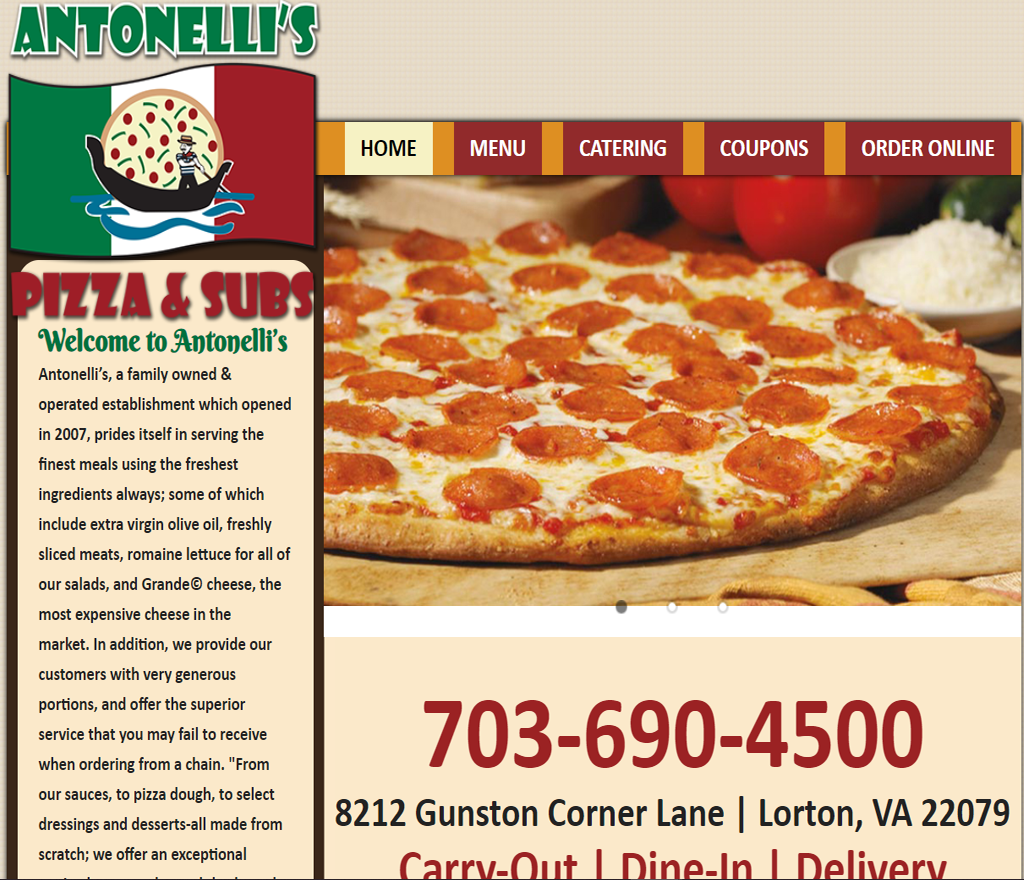 ANTONELLI'S
HOME
MENU
CATERING
COUPONS
ORDER ONLINE
PIZZA & SUBS
Welcome to Antonelli's
Antonelli's, a family owned &
operated establishment which opened
in 2007, prides itself in serving the
finest meals using the freshest
ingredients always; some of which
include extra virgin olive oil, freshly
sliced meats, romaine lettuce for all of
our salads, and Grande© cheese, the
most expensive cheese in the
market. In addition, we provide our
customers with very generous
portions, and offer the superior
service that you may fail to receive
when ordering from a chain. "From
our sauces, to pizza dough, to select
dressings and desserts-all made from
scratch; we offer an exceptional
703-690-4500
8212 Gunston Corner Lane | Lorton, VA 22079
Carry-Out | Dine-In | Delivery